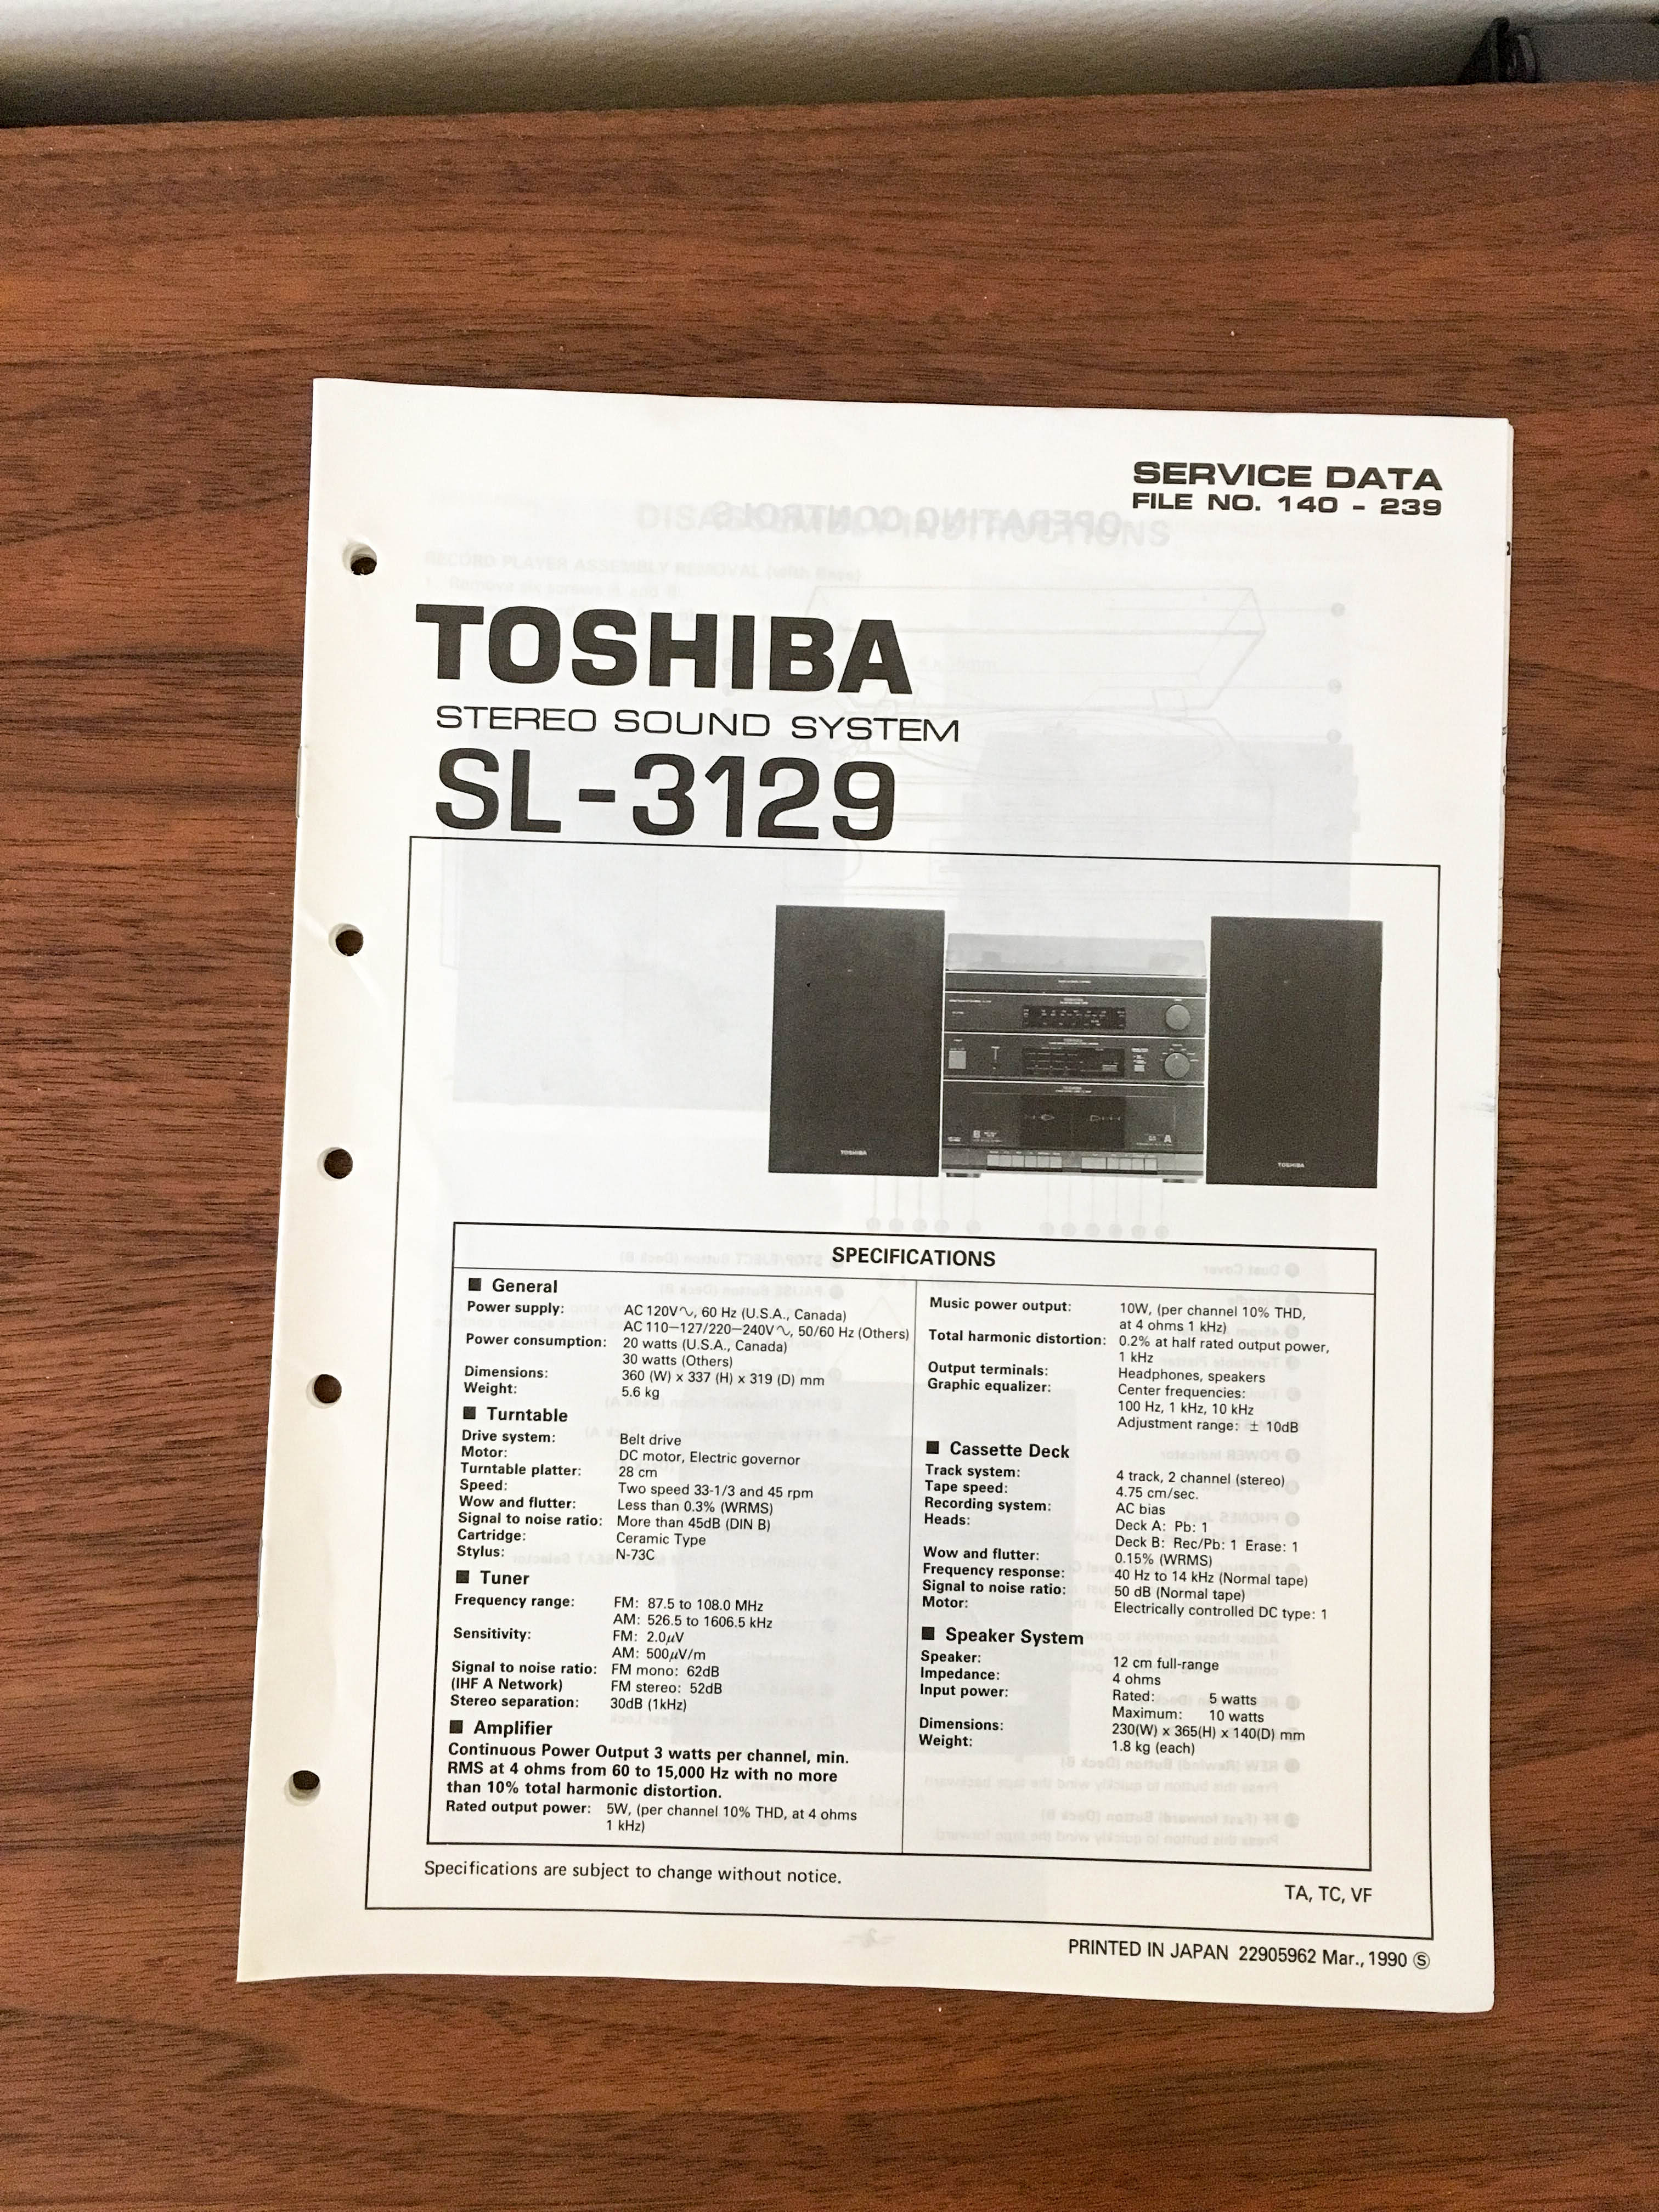 SERVICE DATA
FILE NO. 140 - 239
TOSHIBA
STEREO SOUND SYSTEM
SL-3129
TOSHIBA
TOSHIBA
SPECIFICATIONS
■ General
Power supply: AC 120V∿, 60 Hz (U.S.A., Canada)
AC 110–127/220–240V∿, 50/60 Hz (Others)
Power consumption: 20 watts (U.S.A., Canada)
30 watts (Others)
Dimensions: 360 (W) x 337 (H) x 319 (D) mm
Weight: 5.6 kg
■ Turntable
Drive system: Belt drive
Motor: DC motor, Electric governor
Turntable platter: 28 cm
Speed: Two speed 33-1/3 and 45 rpm
Wow and flutter: Less than 0.3% (WRMS)
Signal to noise ratio: More than 45dB (DIN B)
Cartridge: Ceramic Type
Stylus: N-73C
■ Tuner
Frequency range: FM: 87.5 to 108.0 MHz
AM: 526.5 to 1606.5 kHz
Sensitivity: FM: 2.0μV
AM: 500μV/m
Signal to noise ratio: FM mono: 62dB
(IHF A Network) FM stereo: 52dB
Stereo separation: 30dB (1kHz)
■ Amplifier
Continuous Power Output 3 watts per channel, min.
RMS at 4 ohms from 60 to 15,000 Hz with no more
than 10% total harmonic distortion.
Rated output power: 5W, (per channel 10% THD, at 4 ohms
1 kHz)
Music power output: 10W, (per channel 10% THD,
at 4 ohms 1 kHz)
Total harmonic distortion: 0.2% at half rated output power,
1 kHz
Output terminals: Headphones, speakers
Graphic equalizer: Center frequencies:
100 Hz, 1 kHz, 10 kHz
Adjustment range: ± 10dB
■ Cassette Deck
Track system: 4 track, 2 channel (stereo)
Tape speed: 4.75 cm/sec.
Recording system: AC bias
Heads: Deck A: Pb: 1
Deck B: Rec/Pb: 1 Erase: 1
Wow and flutter: 0.15% (WRMS)
Frequency response: 40 Hz to 14 kHz (Normal tape)
Signal to noise ratio: 50 dB (Normal tape)
Motor: Electrically controlled DC type: 1
■ Speaker System
Speaker: 12 cm full-range
Impedance: 4 ohms
Input power: Rated: 5 watts
Maximum: 10 watts
Dimensions: 230(W) x 365(H) x 140(D) mm
Weight: 1.8 kg (each)
Specifications are subject to change without notice.
TA, TC, VF
PRINTED IN JAPAN 22905962 Mar., 1990 Ⓢ